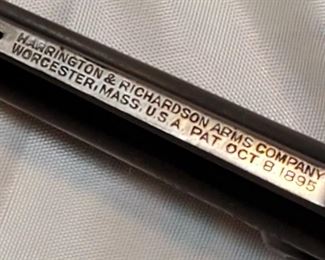 HARRINGTON & RICHARDSON ARMS COMPANY
WORCESTER, MASS. U.S.A. PAT. OCT 8 1895